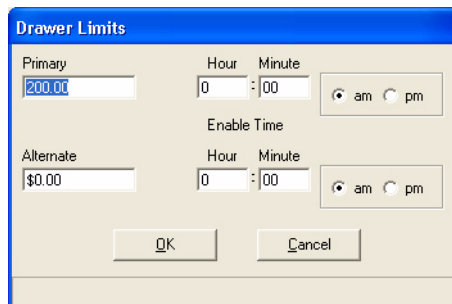 Drawer Limits
Primary Hour Minute
200.00 0 : 00 am pm
Enable Time
Alternate Hour Minute
$0.00 0 : 00 am pm
OK Cancel